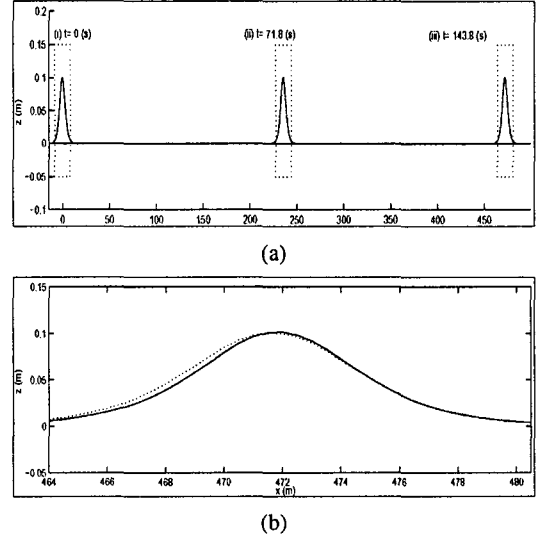 0.2
(i) t= 0 (s) (ii) t= 71.8 (s) (iii) t= 143.8 (s)
0.15
0.1
0.05
0
-0.05
-0.1
z (m)
0 50 100 150 200 250 300 350 400 450
(a)
0.15
0.1
0.05
0
-0.05
z (m)
464 466 468 470 472 474 476 478 480
x (m)
(b)